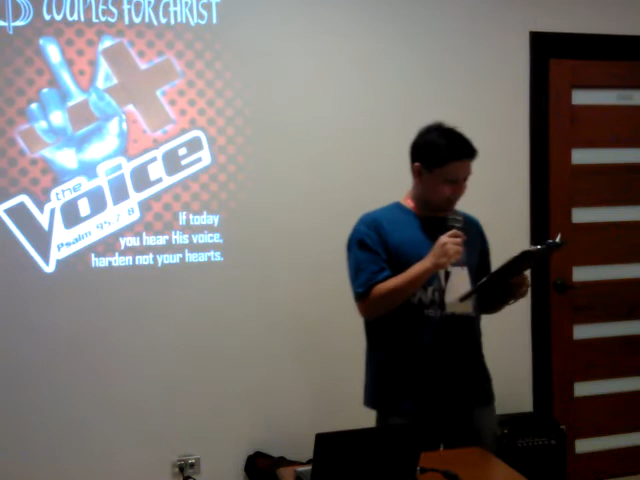 COUPLES FOR CHRIST
the
Voice
Psalm 95:7-8
If today
you hear His voice,
harden not your hearts.